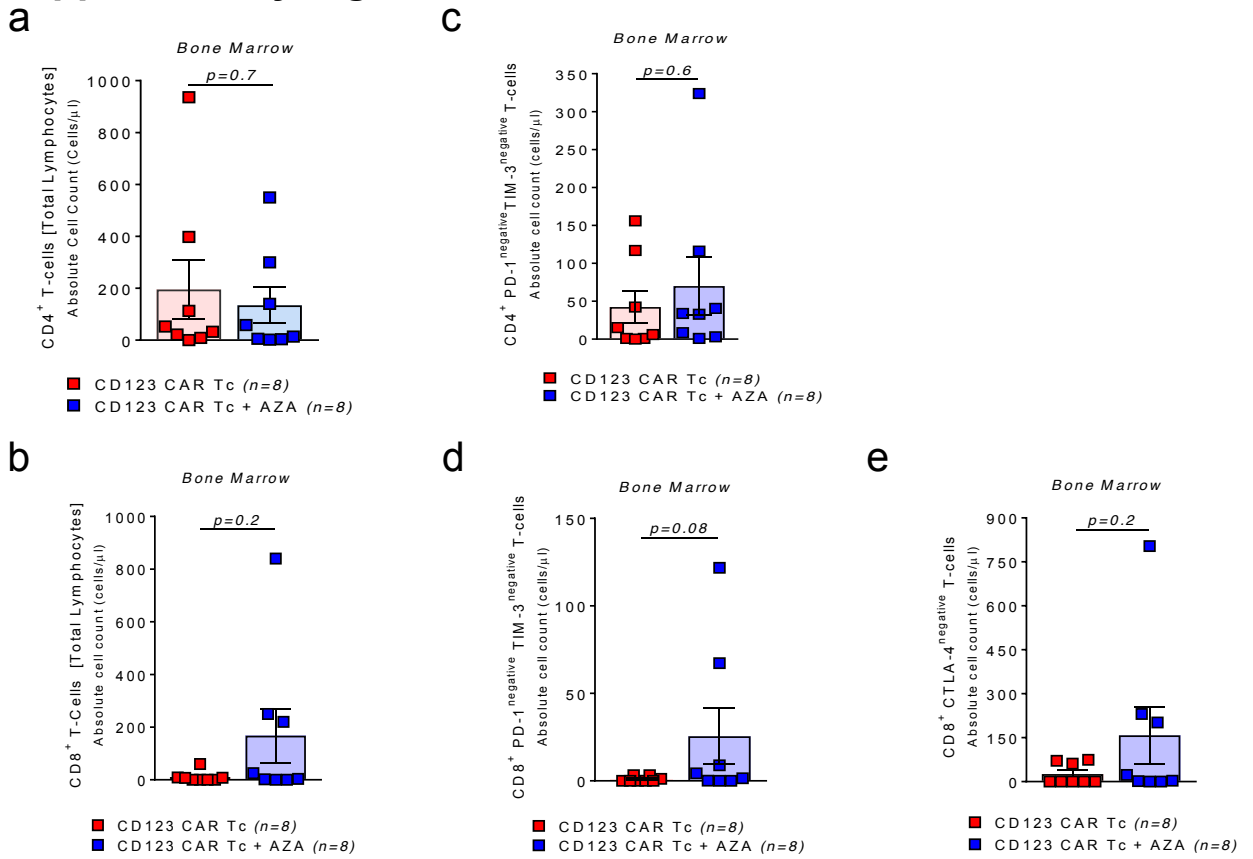 a
Bone Marrow
p=0.7
CD4+ T-cells [Total Lymphocytes]
Absolute Cell Count (Cells/µl)
1000
800
600
400
200
0
CD123 CAR Tc (n=8)
CD123 CAR Tc + AZA (n=8)
c
Bone Marrow
p=0.6
CD4+ PD-1negative TIM-3negative T-cells
Absolute cell count (cells/µl)
350
300
250
200
150
100
50
0
CD123 CAR Tc (n=8)
CD123 CAR Tc + AZA (n=8)
b
Bone Marrow
p=0.2
CD8+ T-Cells [Total Lymphocytes]
Absolute cell count (cells/µl)
1000
800
600
400
200
0
CD123 CAR Tc (n=8)
CD123 CAR Tc + AZA (n=8)
d
Bone Marrow
p=0.08
CD8+ PD-1negative TIM-3negative T-cells
Absolute cell count (cells/µl)
150
100
50
0
CD123 CAR Tc (n=8)
CD123 CAR Tc + AZA (n=8)
e
Bone Marrow
p=0.2
CD8+ CTLA-4negative T-cells
Absolute cell count (cells/µl)
900
750
600
450
300
150
0
CD123 CAR Tc (n=8)
CD123 CAR Tc + AZA (n=8)